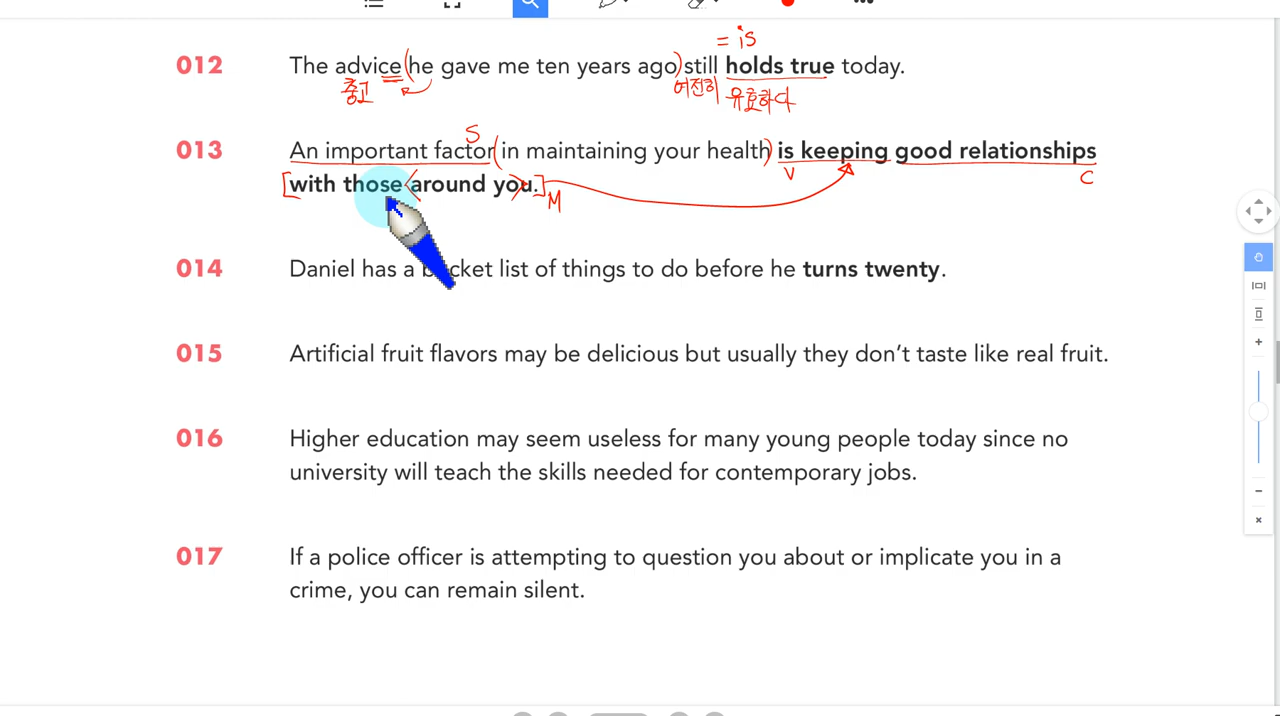 = is
012 The advice (he gave me ten years ago) still holds true today.
충고 여전히 유효하다
S
013 An important factor (in maintaining your health) is keeping good relationships
V C
[with those <around you.>] M
014 Daniel has a bucket list of things to do before he turns twenty.
015 Artificial fruit flavors may be delicious but usually they don't taste like real fruit.
016 Higher education may seem useless for many young people today since no
university will teach the skills needed for contemporary jobs.
017 If a police officer is attempting to question you about or implicate you in a
crime, you can remain silent.